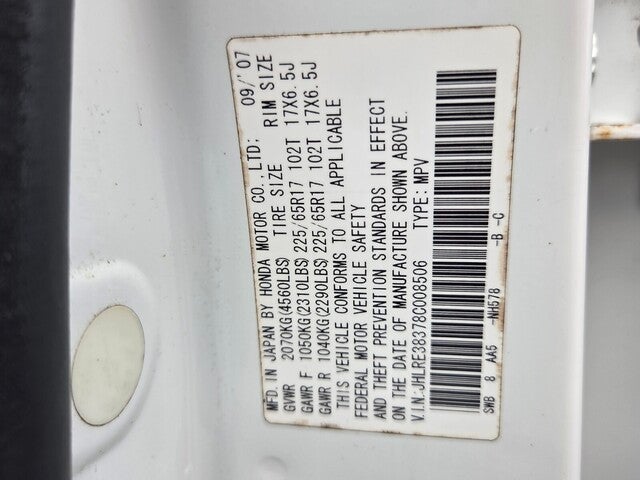 MFD. IN JAPAN BY HONDA MOTOR CO., LTD: 09/'07
GVWR 2070KG(4560LBS) TIRE SIZE RIM SIZE
GAWR F 1050KG(2310LBS) 225/65R17 102T 17X6.5J
GAWR R 1040KG(2290LBS) 225/65R17 102T 17X6.5J
THIS VEHICLE CONFORMS TO ALL APPLICABLE
FEDERAL MOTOR VEHICLE SAFETY
AND THEFT PREVENTION STANDARDS IN EFFECT
ON THE DATE OF MANUFACTURE SHOWN ABOVE.
V.I.N.:JHLRE38378C008506 TYPE: MPV
SWB 8 AA5 -NH578 -B -C